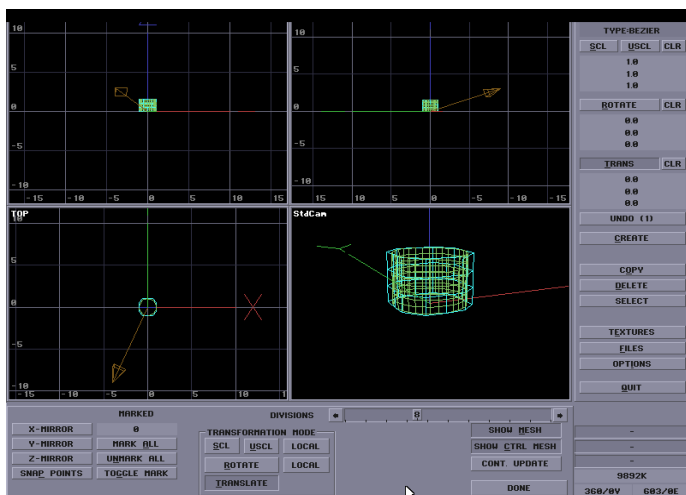 10
5
0
-5
-10
-15 -10 -5 0 5 10 15
10
5
0
-5
-10
15 10 5 0 -5 -10 -15
TOP
10
5
0
-5
-10
-15 -10 -5 0 5 10 1
StdCam
TYPE-BEZIER
SCL USCL CLR
1.0
1.0
1.0
ROTATE CLR
0.0
0.0
0.0
TRANS CLR
0.0
0.0
0.0
UNDO (1)
CREATE
COPY
DELETE
SELECT
TEXTURES
FILES
OPTIONS
QUIT
MARKED
X-MIRROR 0
Y-MIRROR MARK ALL
Z-MIRROR UNMARK ALL
SNAP POINTS TOGGLE MARK
DIVISIONS 8
TRANSFORMATION MODE
SCL USCL LOCAL
ROTATE LOCAL
TRANSLATE
SHOW MESH
SHOW CTRL MESH
CONT. UPDATE
DONE
-
-
-
9892K
360/0V 603/0E